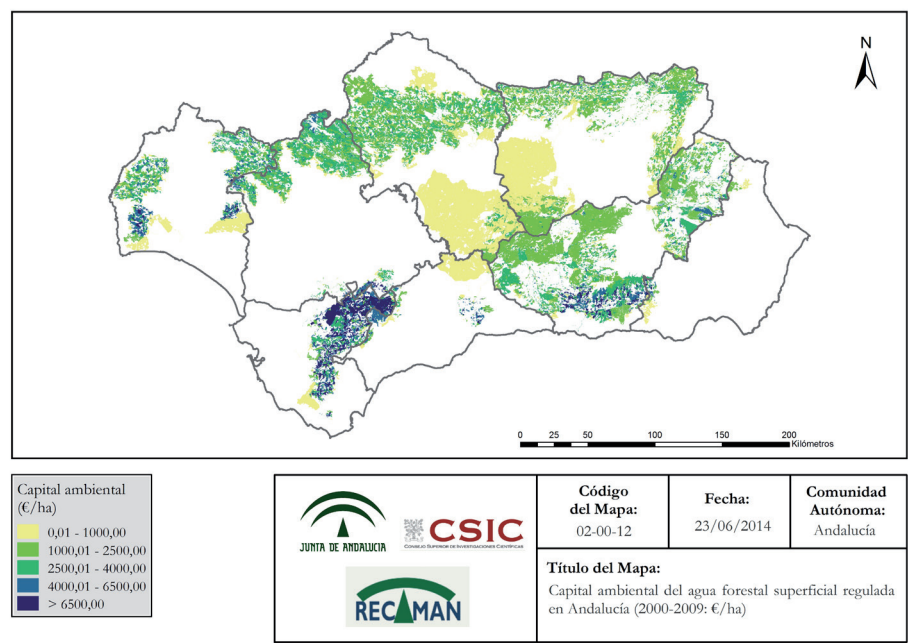 N
0 25 50 100 150 200
Kilómetros
Capital ambiental
(€/ha)
0,01 - 1000,00
1000,01 - 2500,00
2500,01 - 4000,00
4000,01 - 6500,00
> 6500,00
JUNTA DE ANDALUCIA
CSIC
CONSEJO SUPERIOR DE INVESTIGACIONES CIENTÍFICAS
RECAMAN
Código
del Mapa:
02-00-12
Fecha:
23/06/2014
Comunidad
Autónoma:
Andalucía
Título del Mapa:
Capital ambiental del agua forestal superficial regulada
en Andalucía (2000-2009: €/ha)